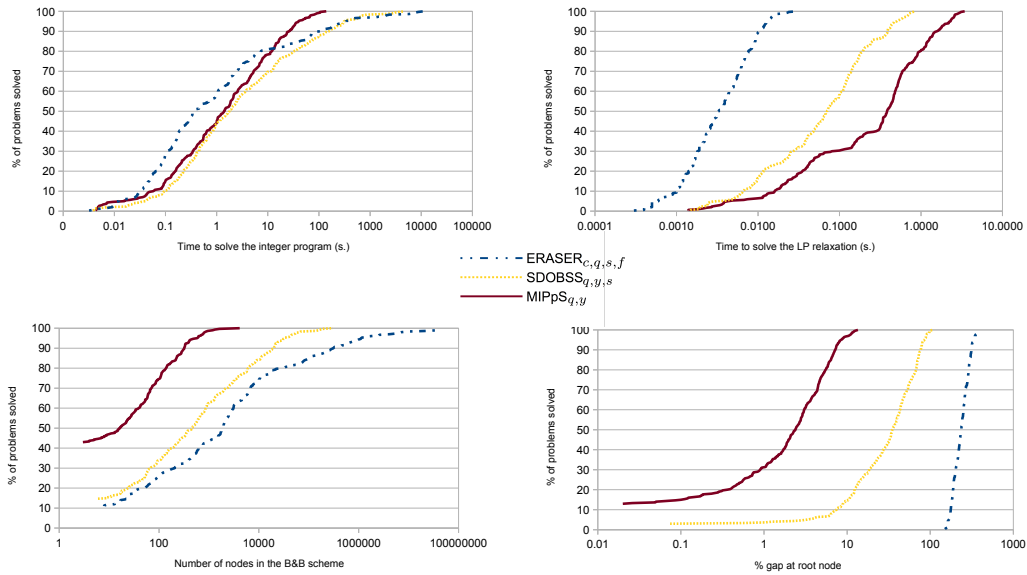 100
90
80
70
60
50
40
30
20
10
0
% of problems solved
0 0.01 0.1 1 10 100 1000 10000 100000
Time to solve the integer program (s.)
100
90
80
70
60
50
40
30
20
10
0
% of problems solved
0.0001 0.0010 0.0100 0.1000 1.0000 10.0000
Time to solve the LP relaxation (s.)
ERASER_{c,q,s,f}
SDOBSS_{q,y,s}
MIPpS_{q,y}
100
90
80
70
60
50
40
30
20
10
0
% of problems solved
1 100 10000 1000000 100000000
Number of nodes in the B&B scheme
100
90
80
70
60
50
40
30
20
10
0
% of problems solved
0.01 0.1 1 10 100 1000
% gap at root node